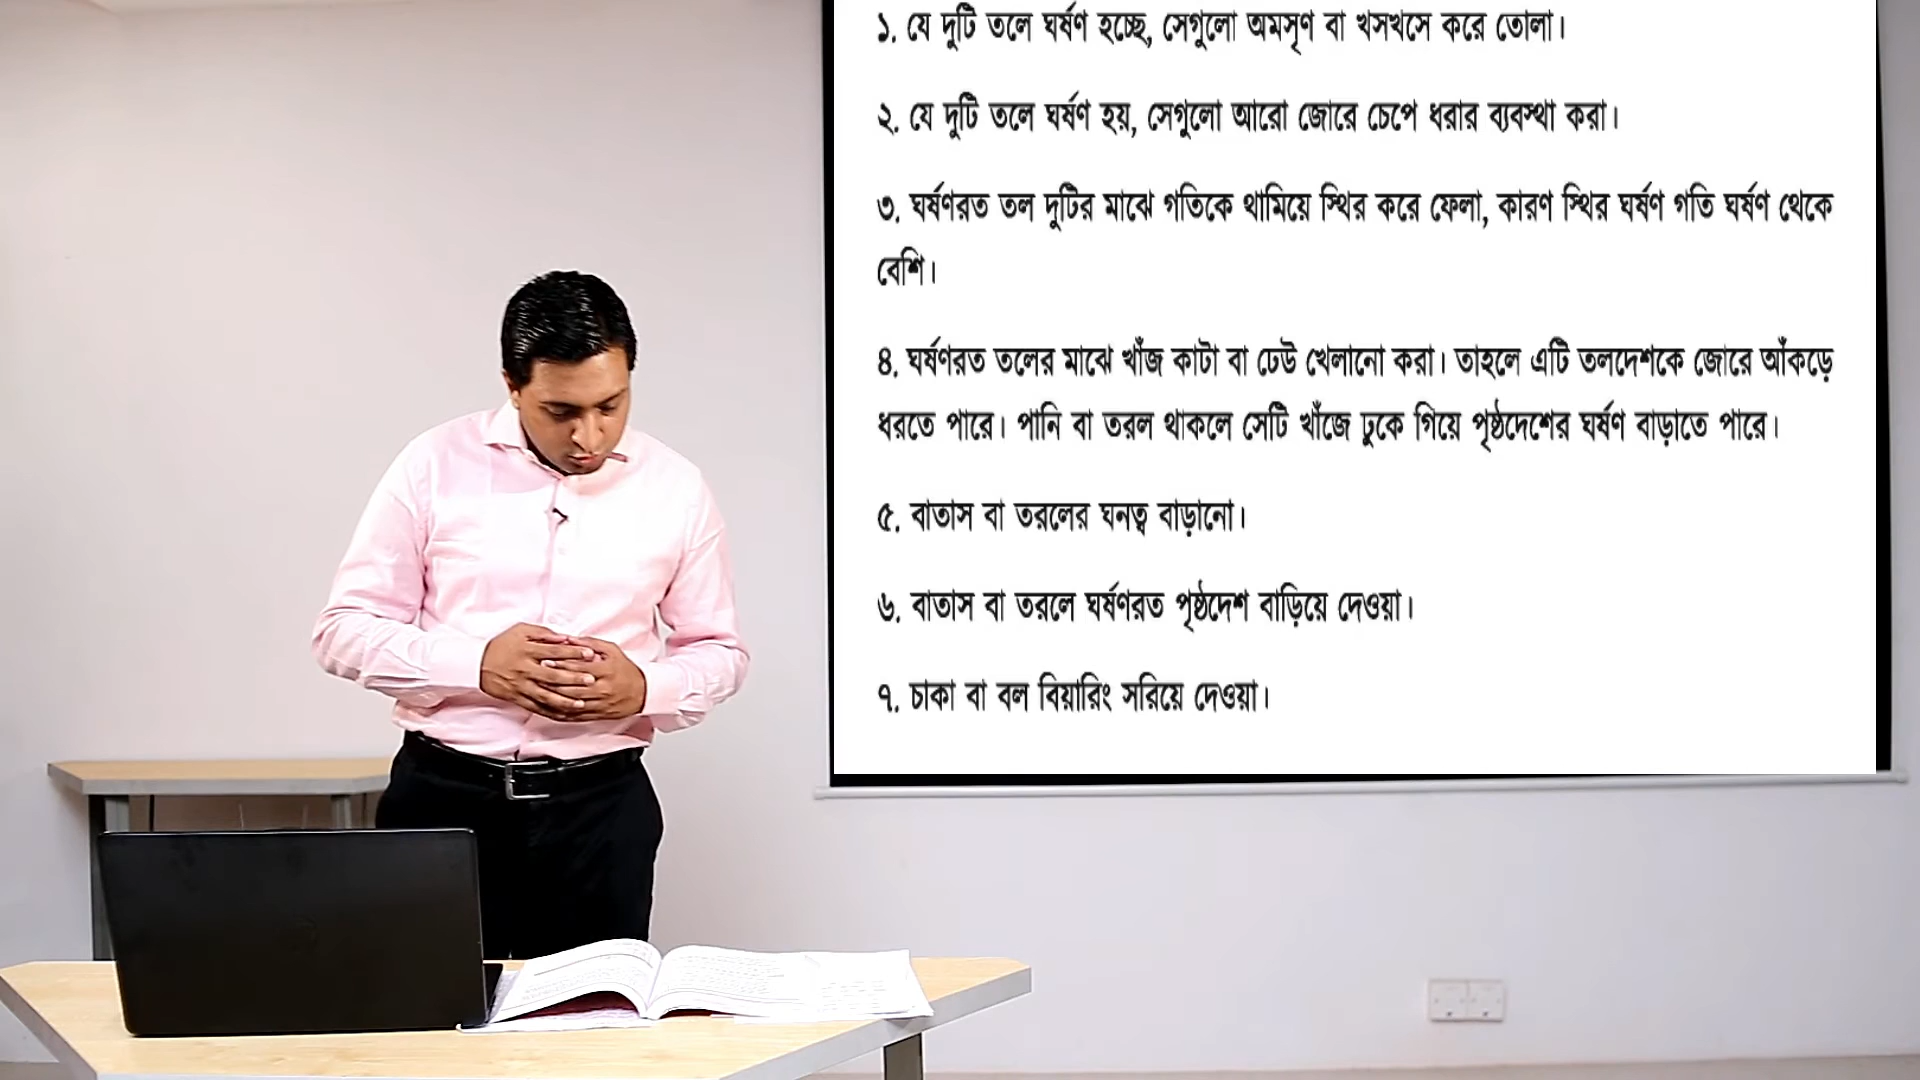 ১. যে দুটি তলে ঘর্ষণ হচ্ছে, সেগুলো অমসৃণ বা খসখসে করে তোলা।
২. যে দুটি তলে ঘর্ষণ হয়, সেগুলো আরো জোরে চেপে ধরার ব্যবস্থা করা।
৩. ঘর্ষণরত তল দুটির মাঝে গতিকে থামিয়ে স্থির করে ফেলা, কারণ স্থির ঘর্ষণ গতি ঘর্ষণ থেকে
বেশি।
৪. ঘর্ষণরত তলের মাঝে খাঁজ কাটা বা ঢেউ খেলানো করা। তাহলে এটি তলদেশকে জোরে আঁকড়ে
ধরতে পারে। পানি বা তরল থাকলে সেটি খাঁজে ঢুকে গিয়ে পৃষ্ঠদেশের ঘর্ষণ বাড়াতে পারে।
৫. বাতাস বা তরলের ঘনত্ব বাড়ানো।
৬. বাতাস বা তরলে ঘর্ষণরত পৃষ্ঠদেশ বাড়িয়ে দেওয়া।
৭. চাকা বা বল বিয়ারিং সরিয়ে দেওয়া।